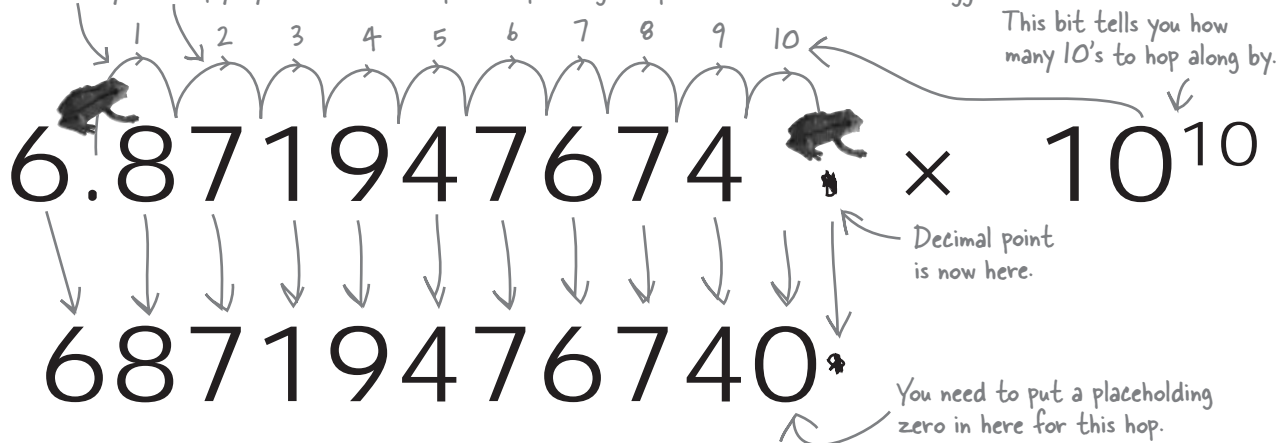 1 2 3 4 5 6 7 8 9 10
This bit tells you how
many 10's to hop along by.
6.871947674 × 10¹⁰
Decimal point
is now here.
68719476740.
You need to put a placeholding
zero in here for this hop.